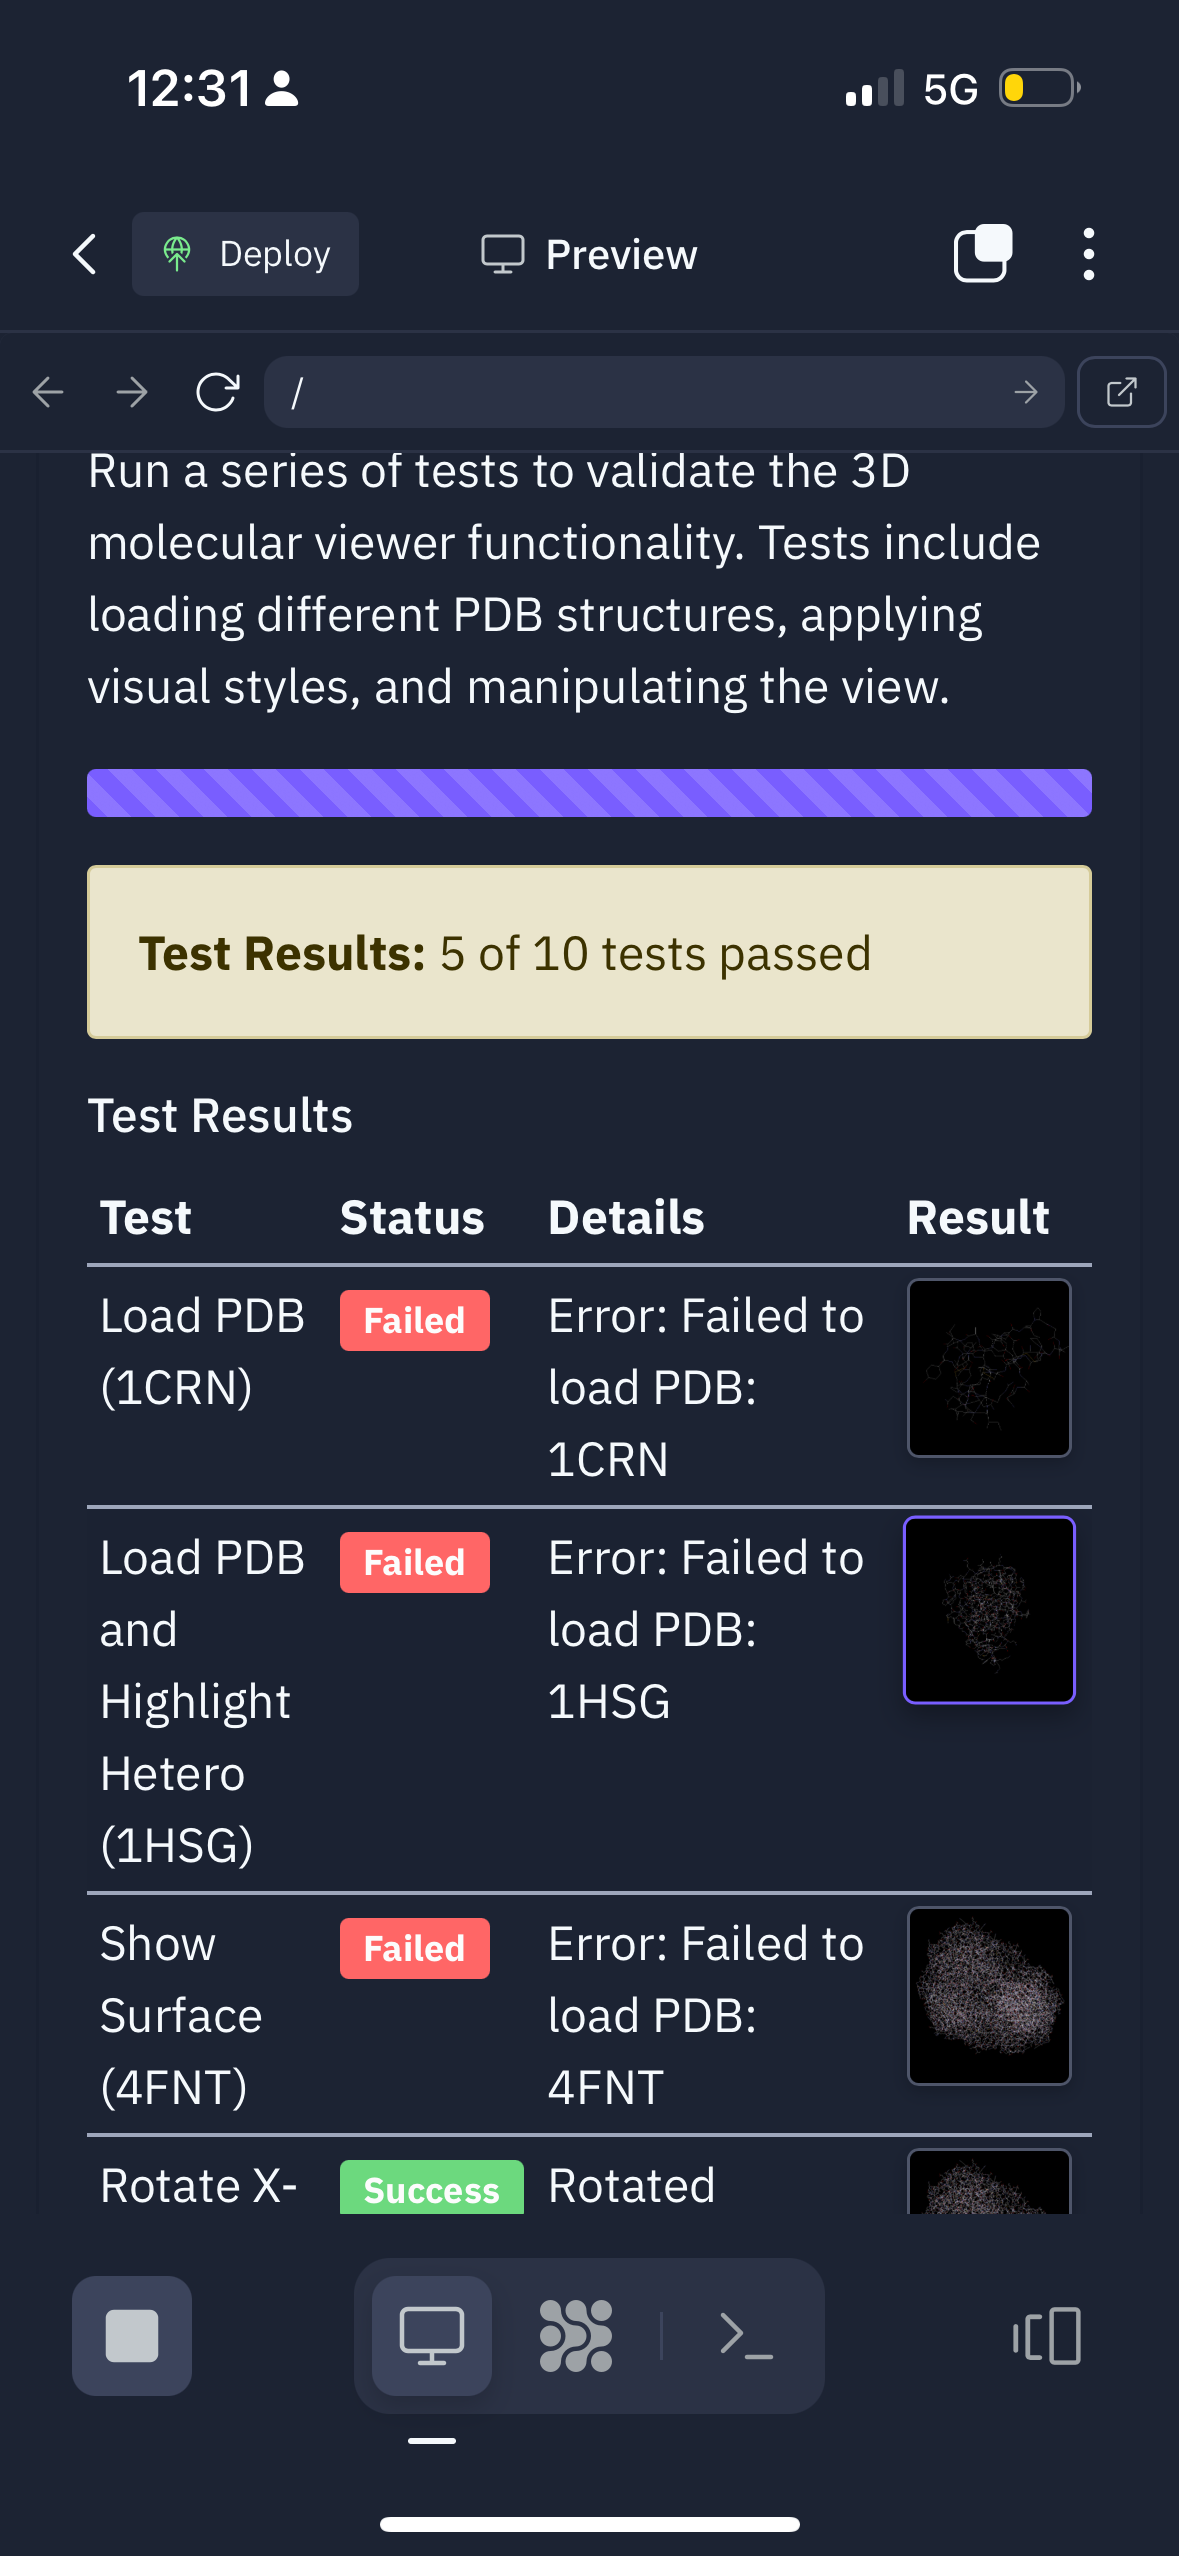 12:31
5G
Deploy
Preview
/
Run a series of tests to validate the 3D
molecular viewer functionality. Tests include
loading different PDB structures, applying
visual styles, and manipulating the view.
Test Results: 5 of 10 tests passed
Test Results
Test Status Details Result
Load PDB Failed Error: Failed to
(1CRN) load PDB:
1CRN
Load PDB Failed Error: Failed to
and load PDB:
Highlight 1HSG
Hetero
(1HSG)
Show Failed Error: Failed to
Surface load PDB:
(4FNT) 4FNT
Rotate X- Success Rotated